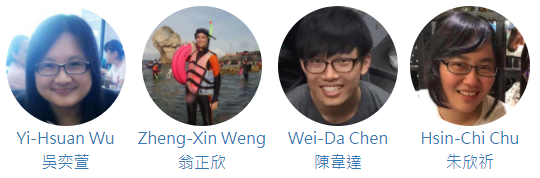 Yi-Hsuan Wu
吳奕萱
Zheng-Xin Weng
翁正欣
Wei-Da Chen
陳韋達
Hsin-Chi Chu
朱欣祈